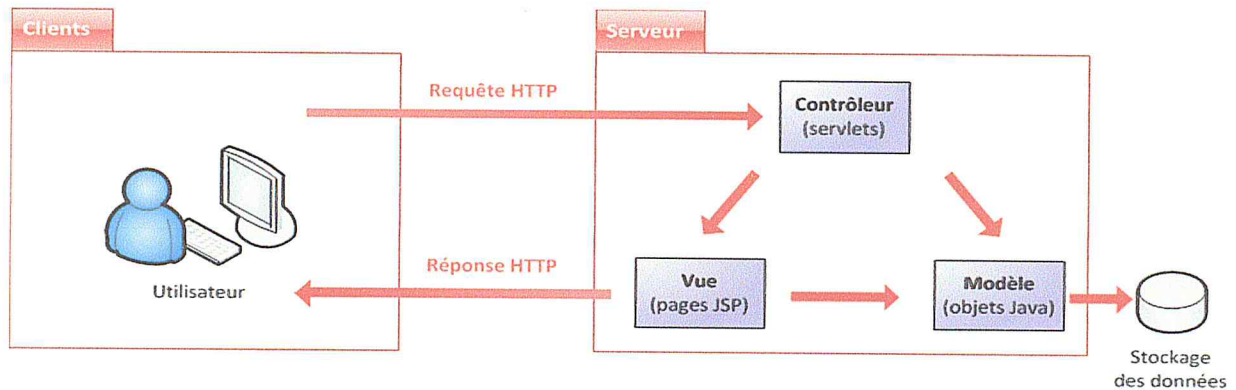 Clients
Serveur
Requête HTTP
Contrôleur
(servlets)
Réponse HTTP
Utilisateur
Vue
(pages JSP)
Modèle
(objets Java)
Stockage
des données